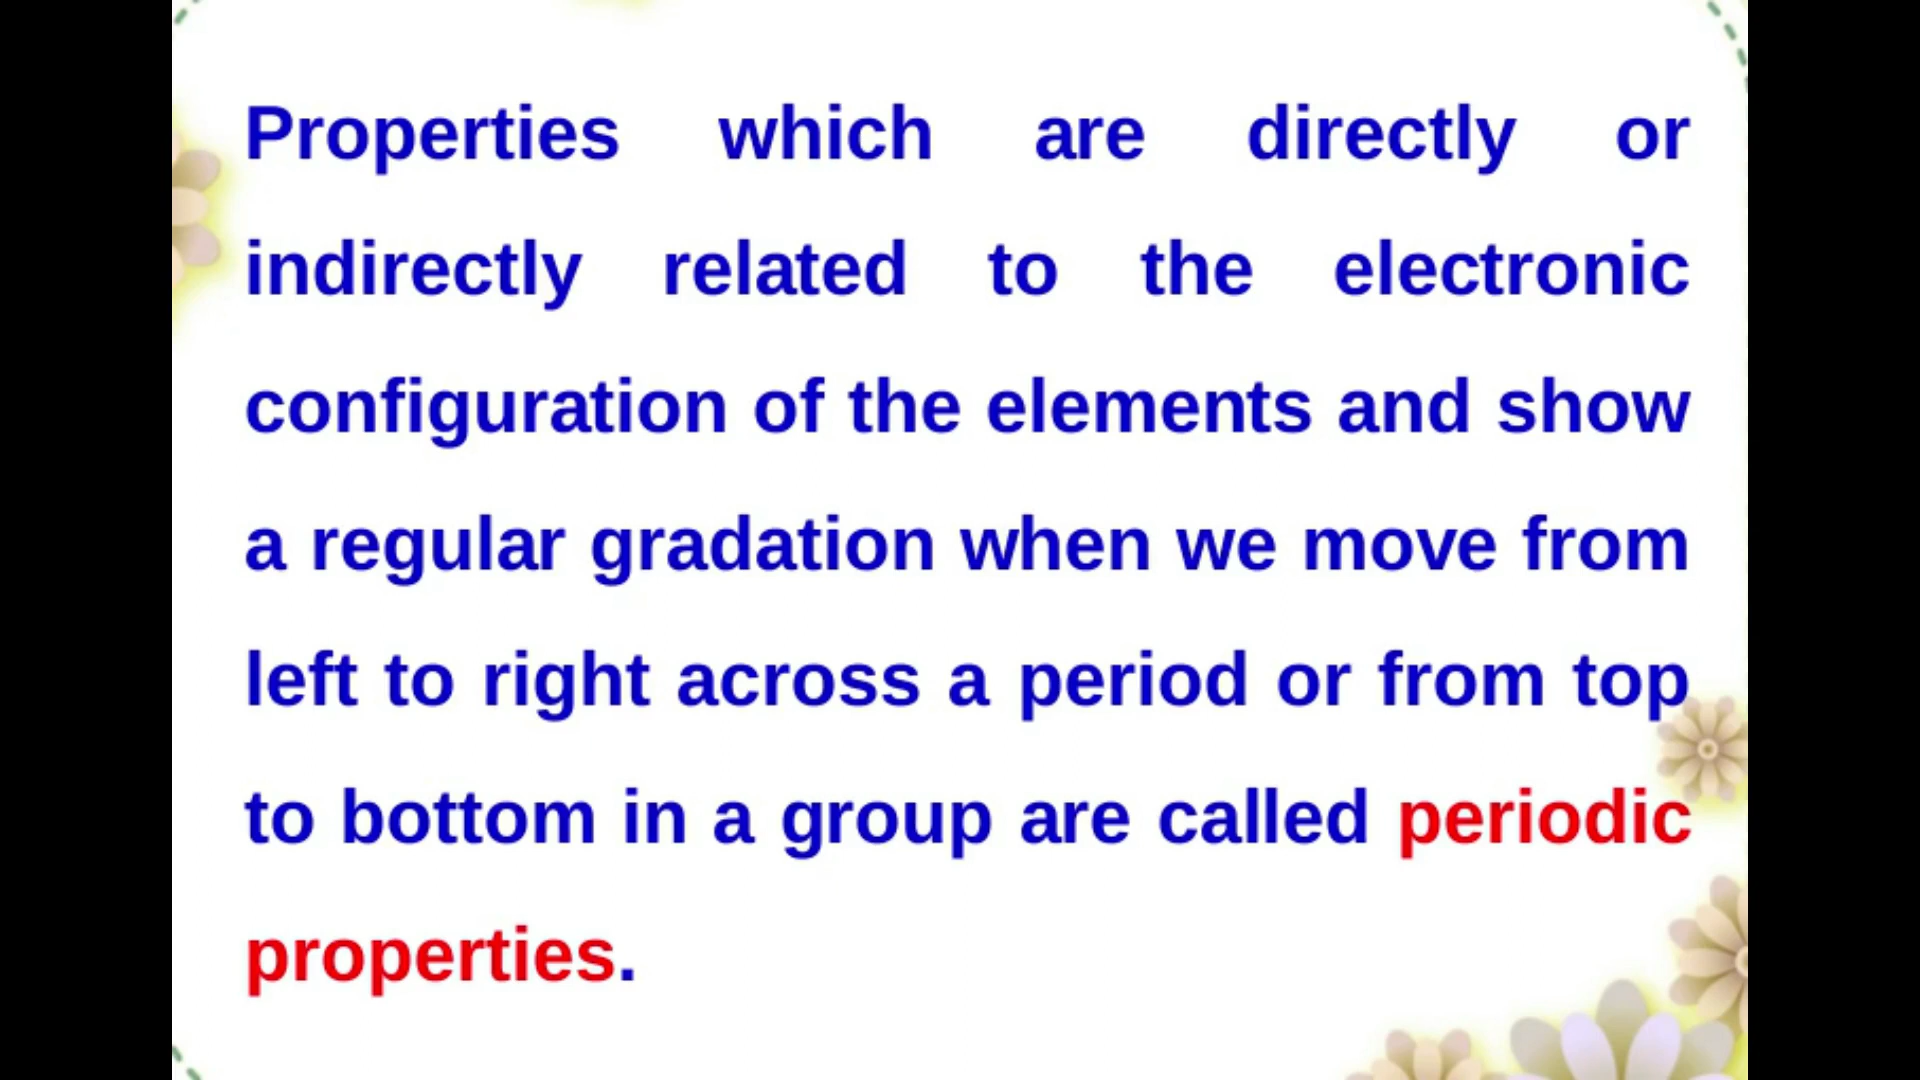 Properties which are directly or
indirectly related to the electronic
configuration of the elements and show
a regular gradation when we move from
left to right across a period or from top
to bottom in a group are called periodic
properties.